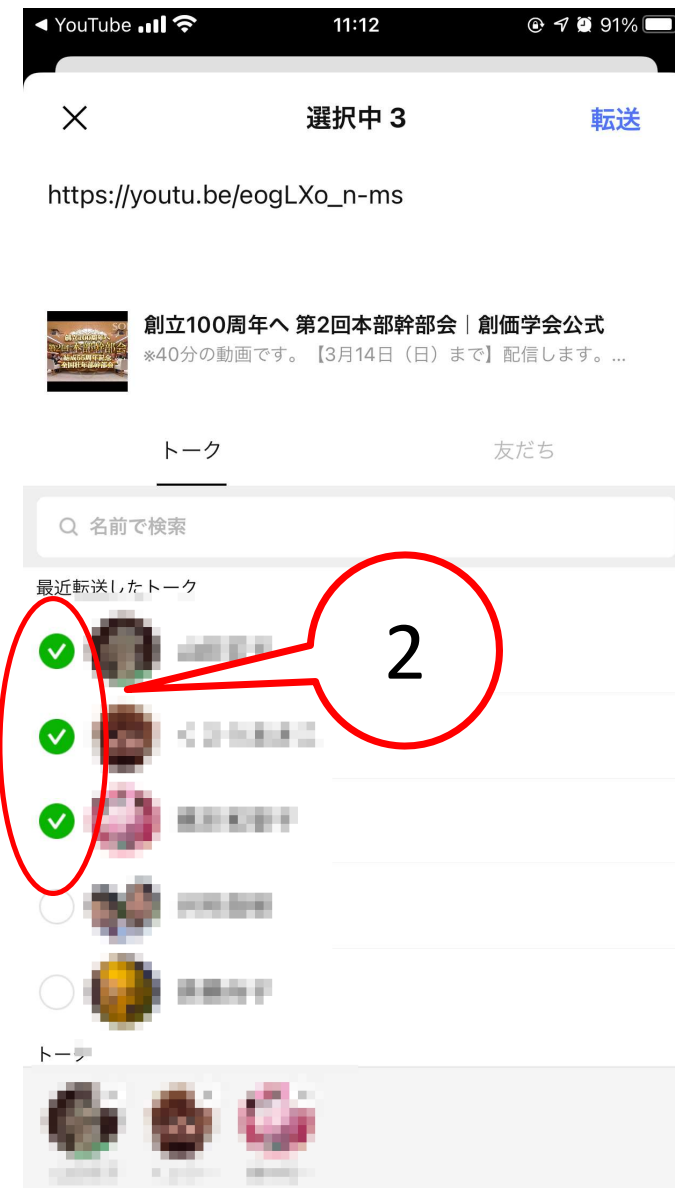 ◀ YouTube 11:12 91%
選択中 3 転送
https://youtu.be/eogLXo_n-ms
創立100周年へ 第2回本部幹部会｜創価学会公式
※40分の動画です。【3月14日（日）まで】配信します。...
トーク 友だち
名前で検索
最近転送したトーク
2
トーク